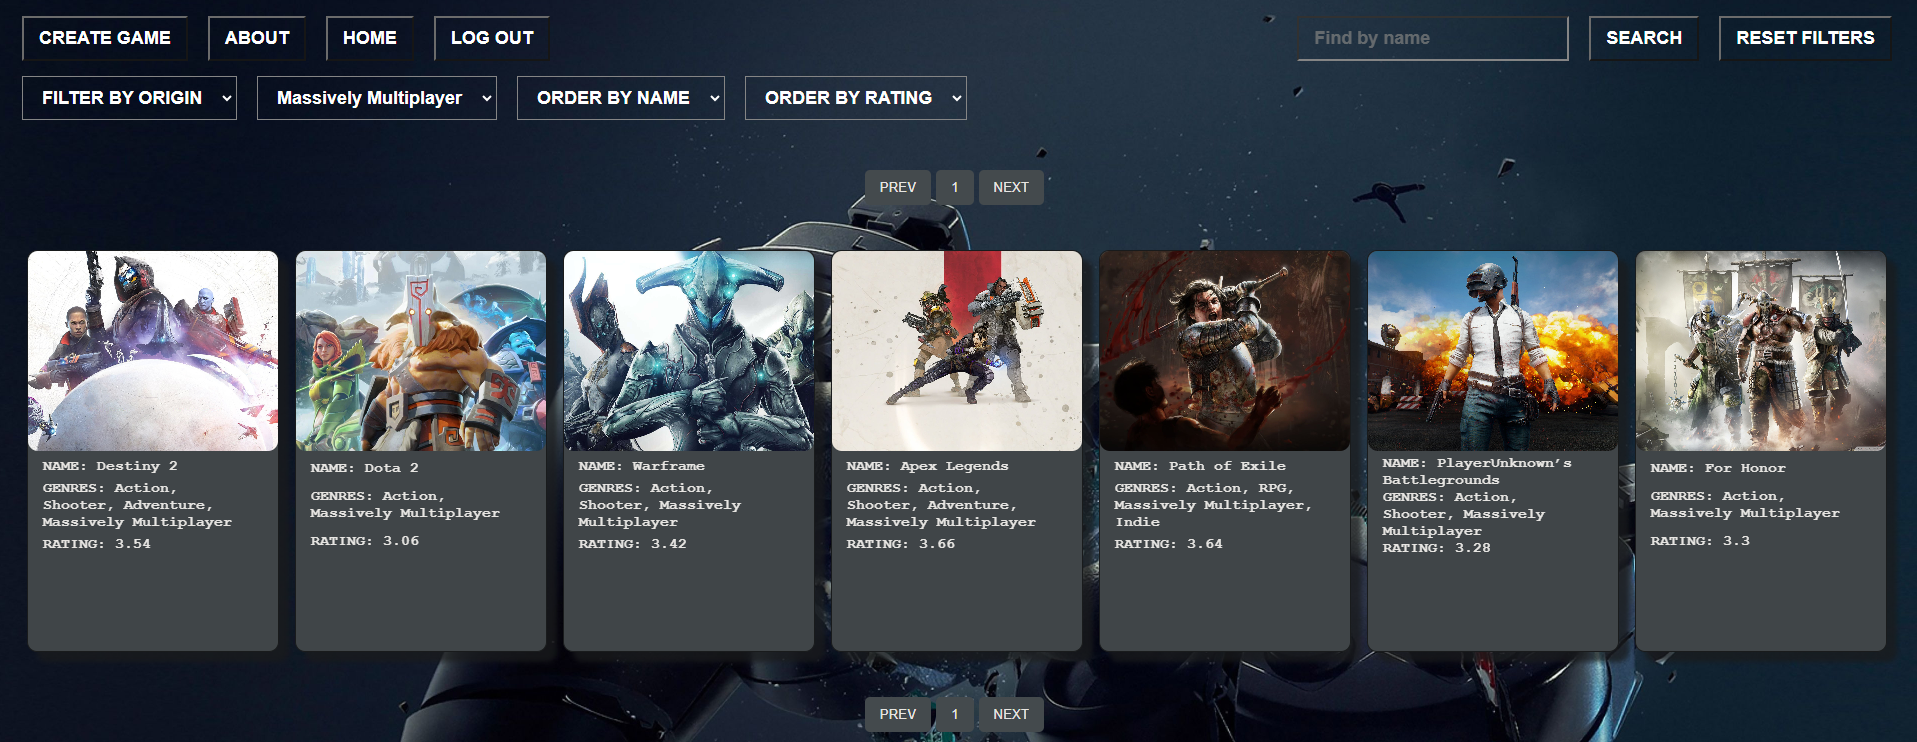 CREATE GAME
ABOUT
HOME
LOG OUT
Find by name
SEARCH
RESET FILTERS
FILTER BY ORIGIN
Massively Multiplayer
ORDER BY NAME
ORDER BY RATING
PREV
1
NEXT
NAME: Destiny 2
GENRES: Action,
Shooter, Adventure,
Massively Multiplayer
RATING: 3.54
NAME: Dota 2
GENRES: Action,
Massively Multiplayer
RATING: 3.06
NAME: Warframe
GENRES: Action,
Shooter, Massively
Multiplayer
RATING: 3.42
NAME: Apex Legends
GENRES: Action,
Shooter, Adventure,
Massively Multiplayer
RATING: 3.66
NAME: Path of Exile
GENRES: Action, RPG,
Massively Multiplayer,
Indie
RATING: 3.64
NAME: PlayerUnknown’s
Battlegrounds
GENRES: Action,
Shooter, Massively
Multiplayer
RATING: 3.28
NAME: For Honor
GENRES: Action,
Massively Multiplayer
RATING: 3.3
PREV
1
NEXT